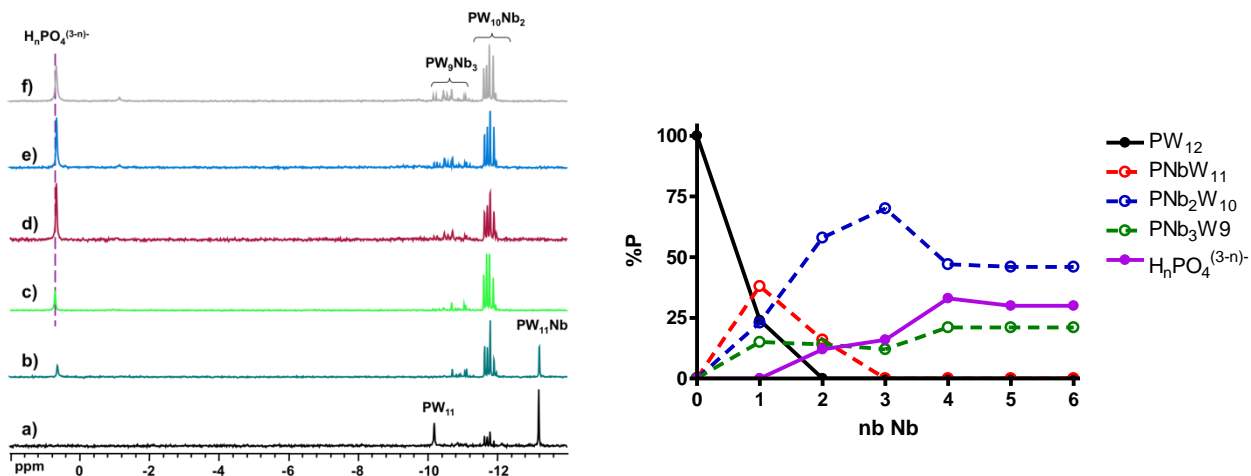 HₙPO₄⁽³⁻ⁿ⁾⁻
PW₁₀Nb₂
PW₉Nb₃
f)
e)
d)
c)
b)
PW₁₁Nb
a)
PW₁₁
ppm 0 -2 -4 -6 -8 -10 -12
%P
100
75
50
25
0
0 1 2 3 4 5 6
nb Nb
PW₁₂
PNbW₁₁
PNb₂W₁₀
PNb₃W9
HₙPO₄⁽³⁻ⁿ⁾⁻